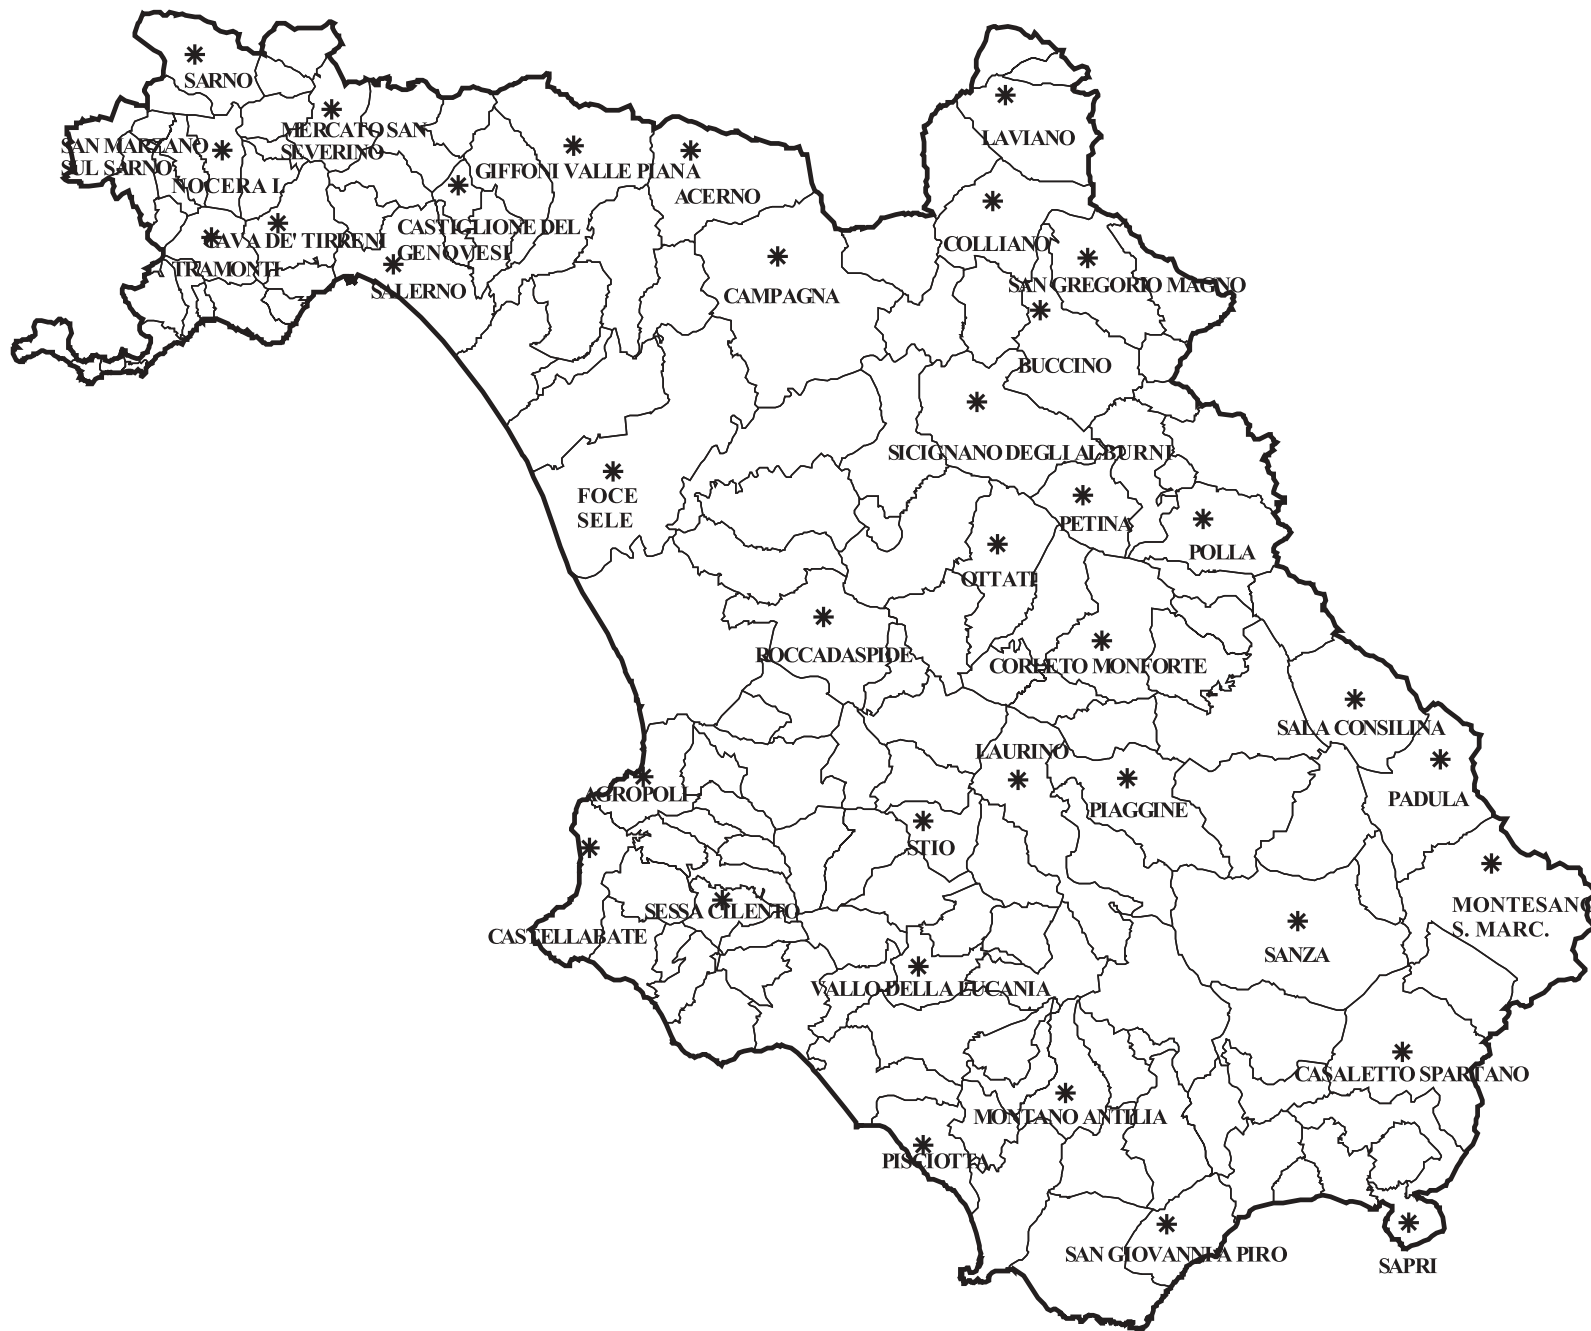 SARNO
MERCATO SAN
SEVERINO
SAN MARZANO
SUL SARNO
NOCERA I.
GIFFONI VALLE PIANA
ACERNO
LAVIANO
CASTIGLIONE DEL
GENOVESI
CAVA DE' TIRRENI
TRAMONTI
SALERNO
CAMPAGNA
COLLIANO
SAN GREGORIO MAGNO
BUCCINO
SICIGNANO DEGLI ALBURNI
FOCE
SELE
PETINA
POLLA
OTTATI
ROCCADASPIDE
CORLETO MONFORTE
SALA CONSILINA
LAURINO
AGROPOLI
PIAGGINE
PADULA
STIO
SESSA CILENTO
CASTELLABATE
MONTESANO
S. MARC.
SANZA
VALLO DELLA LUCANIA
CASALETTO SPARTANO
MONTANO ANTILIA
PISCIOTTA
SAN GIOVANNI A PIRO
SAPRI